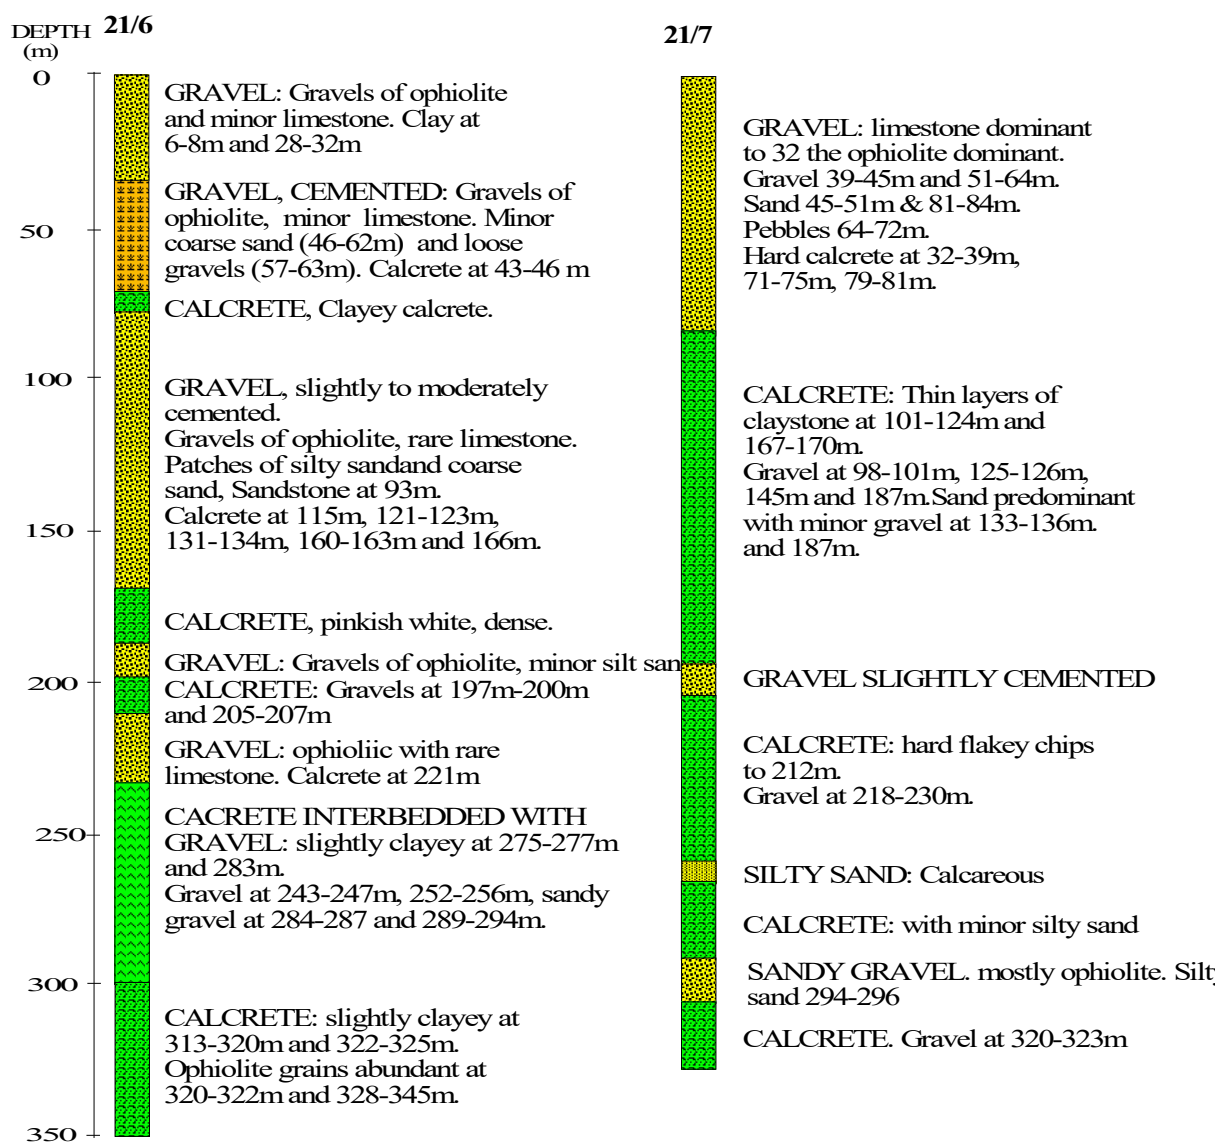 DEPTH
(m)
0
50
100
150
200
250
300
350
21/6
GRAVEL: Gravels of ophiolite
and minor limestone. Clay at
6-8m and 28-32m
GRAVEL, CEMENTED: Gravels of
ophiolite, minor limestone. Minor
coarse sand (46-62m) and loose
gravels (57-63m). Calcrete at 43-46 m
CALCRETE, Clayey calcrete.
GRAVEL, slightly to moderately
cemented.
Gravels of ophiolite, rare limestone.
Patches of silty sandand coarse
sand, Sandstone at 93m.
Calcrete at 115m, 121-123m,
131-134m, 160-163m and 166m.
CALCRETE, pinkish white, dense.
GRAVEL: Gravels of ophiolite, minor silt san
CALCRETE: Gravels at 197m-200m
and 205-207m
GRAVEL: ophioliic with rare
limestone. Calcrete at 221m
CACRETE INTERBEDDED WITH
GRAVEL: slightly clayey at 275-277m
and 283m.
Gravel at 243-247m, 252-256m, sandy
gravel at 284-287 and 289-294m.
CALCRETE: slightly clayey at
313-320m and 322-325m.
Ophiolite grains abundant at
320-322m and 328-345m.
21/7
GRAVEL: limestone dominant
to 32 the ophiolite dominant.
Gravel 39-45m and 51-64m.
Sand 45-51m & 81-84m.
Pebbles 64-72m.
Hard calcrete at 32-39m,
71-75m, 79-81m.
CALCRETE: Thin layers of
claystone at 101-124m and
167-170m.
Gravel at 98-101m, 125-126m,
145m and 187m.Sand predominant
with minor gravel at 133-136m.
and 187m.
GRAVEL SLIGHTLY CEMENTED
CALCRETE: hard flakey chips
to 212m.
Gravel at 218-230m.
SILTY SAND: Calcareous
CALCRETE: with minor silty sand
SANDY GRAVEL. mostly ophiolite. Silty
sand 294-296
CALCRETE. Gravel at 320-323m